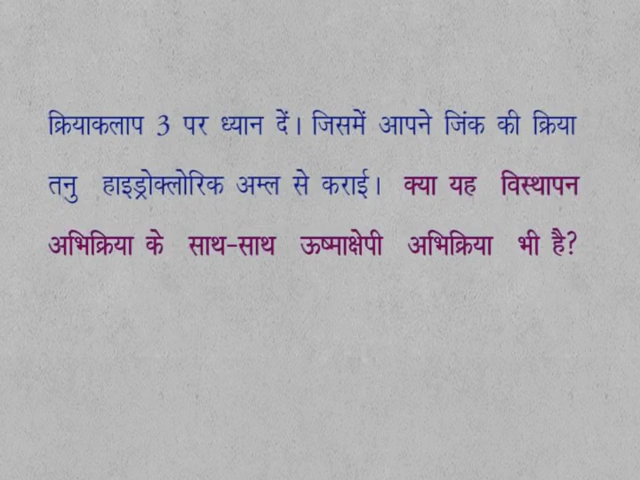 क्रियाकलाप 3 पर ध्यान दें। जिसमें आपने जिंक की क्रिया
तनु हाइड्रोक्लोरिक अम्ल से कराई। क्या यह विस्थापन
अभिक्रिया के साथ-साथ ऊष्माक्षेपी अभिक्रिया भी है?